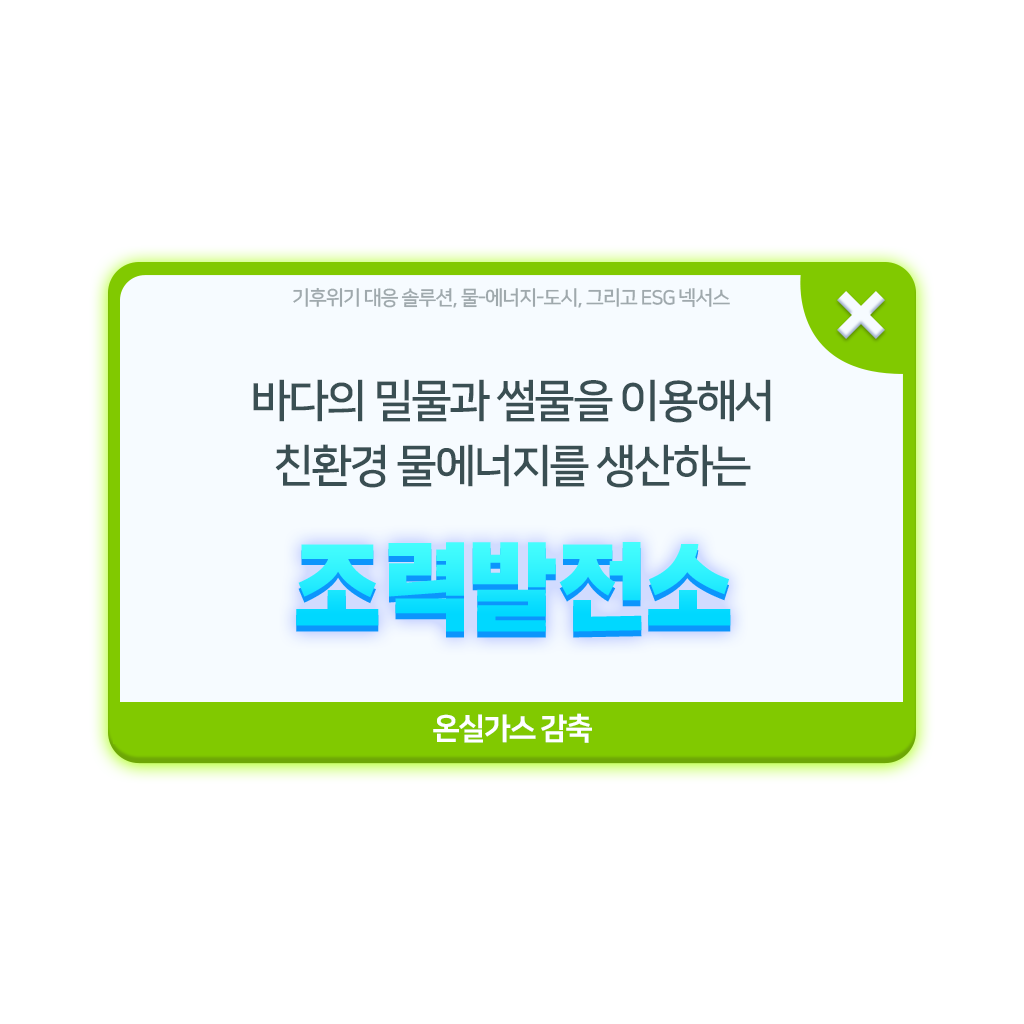 기후위기 대응 솔루션, 물-에너지-도시, 그리고 ESG 넥서스
바다의 밀물과 썰물을 이용해서
친환경 물에너지를 생산하는
조력발전소
온실가스 감축